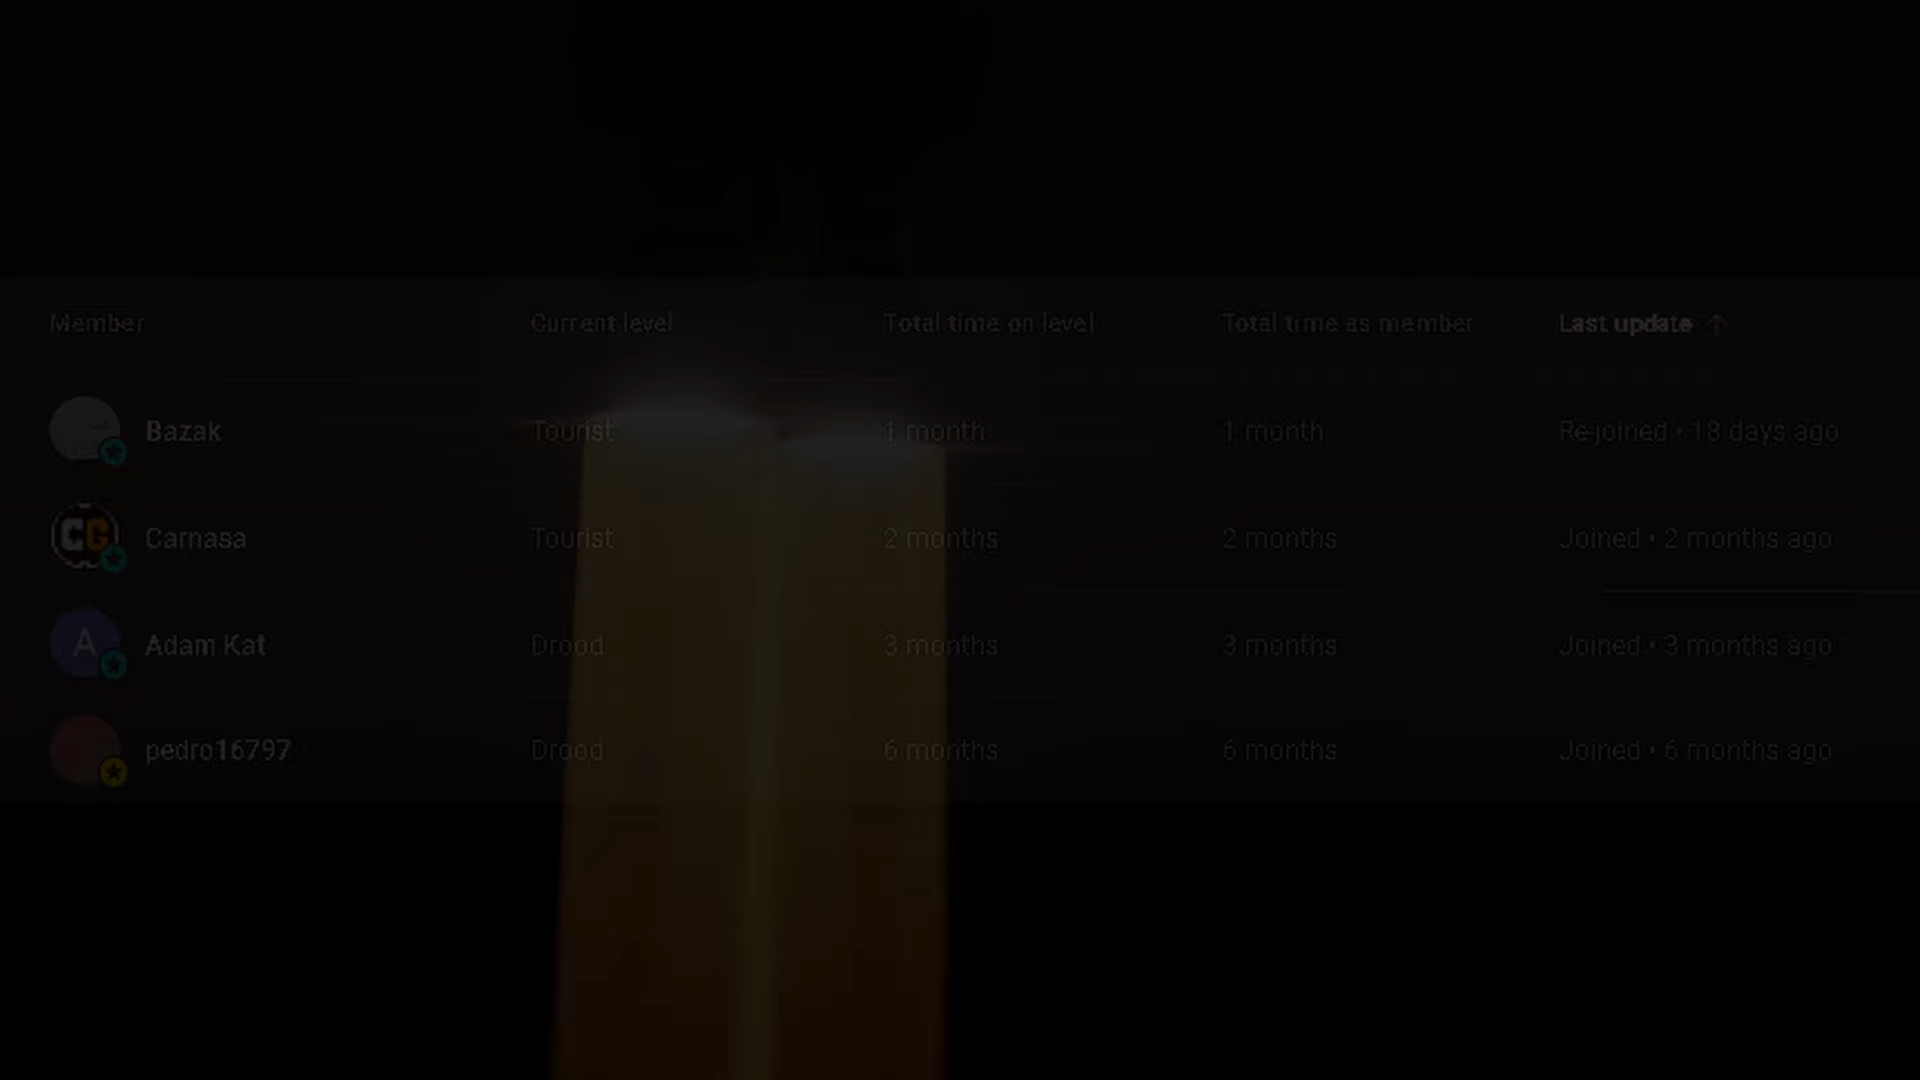 Member Current level Total time on level Total time as member Last update ↑
Bazak Tourist 1 month 1 month Re-joined • 18 days ago
CG Carnasa Tourist 2 months 2 months Joined • 2 months ago
A Adam Kat Drood 3 months 3 months Joined • 3 months ago
pedro16797 Drood 6 months 6 months Joined • 6 months ago